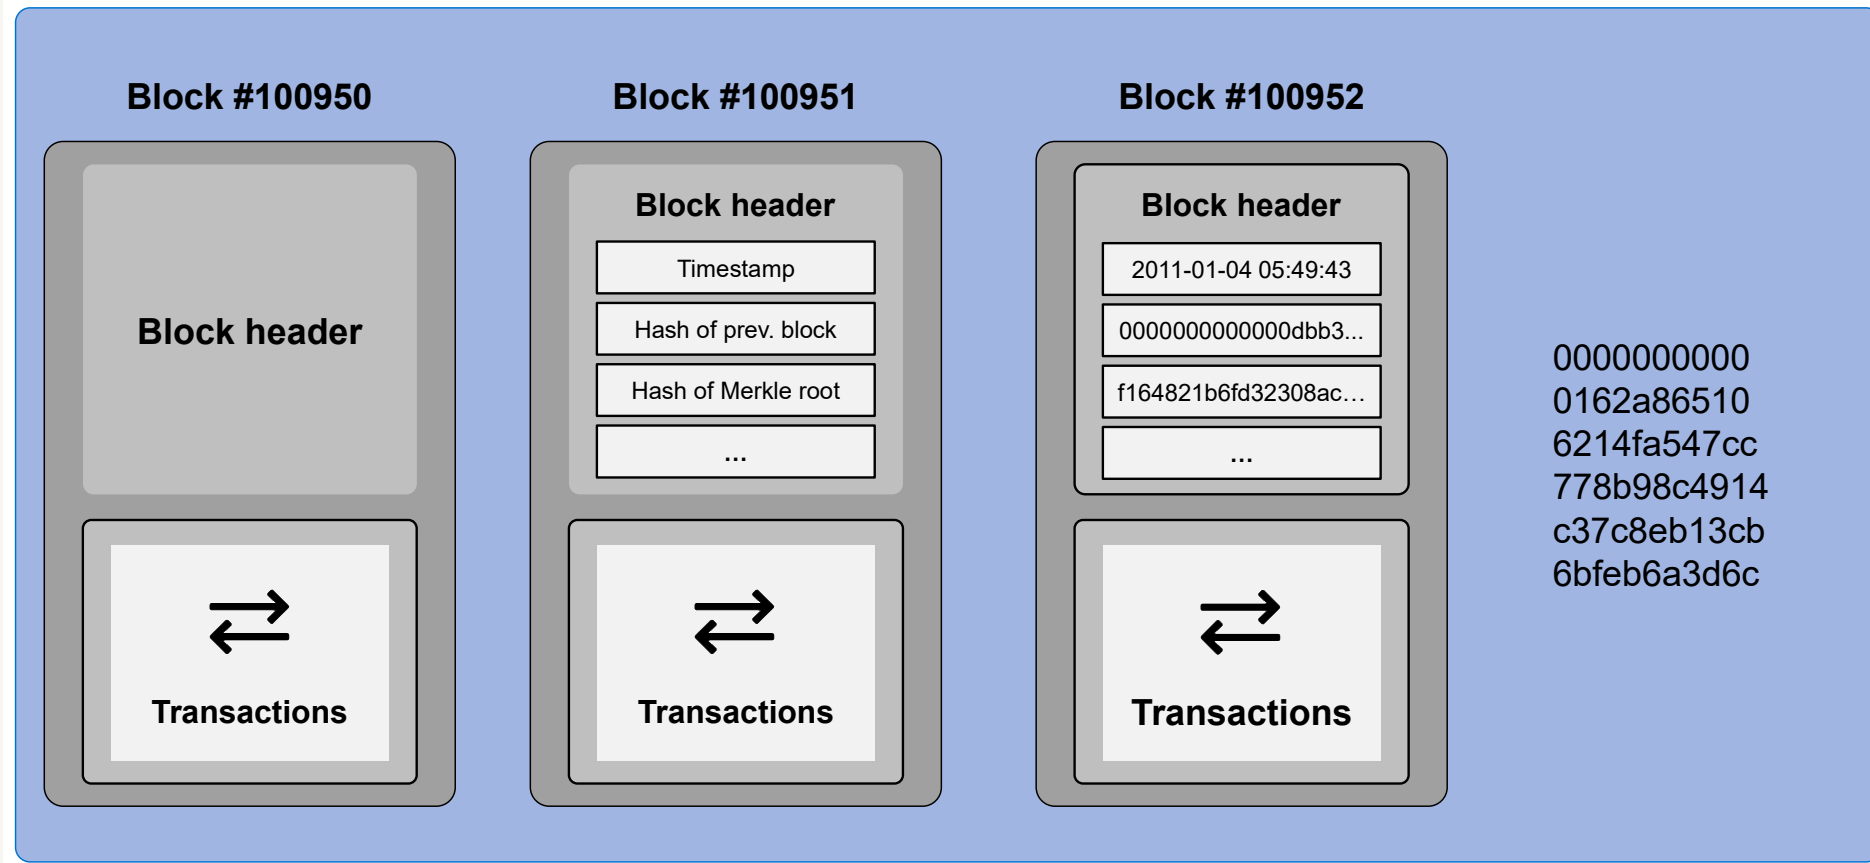 Block #100950
Block header
Transactions
Block #100951
Block header
Timestamp
Hash of prev. block
Hash of Merkle root
...
Transactions
Block #100952
Block header
2011-01-04 05:49:43
0000000000000dbb3...
f164821b6fd32308ac...
...
Transactions
0000000000
0162a86510
6214fa547cc
778b98c4914
c37c8eb13cb
6bfeb6a3d6c